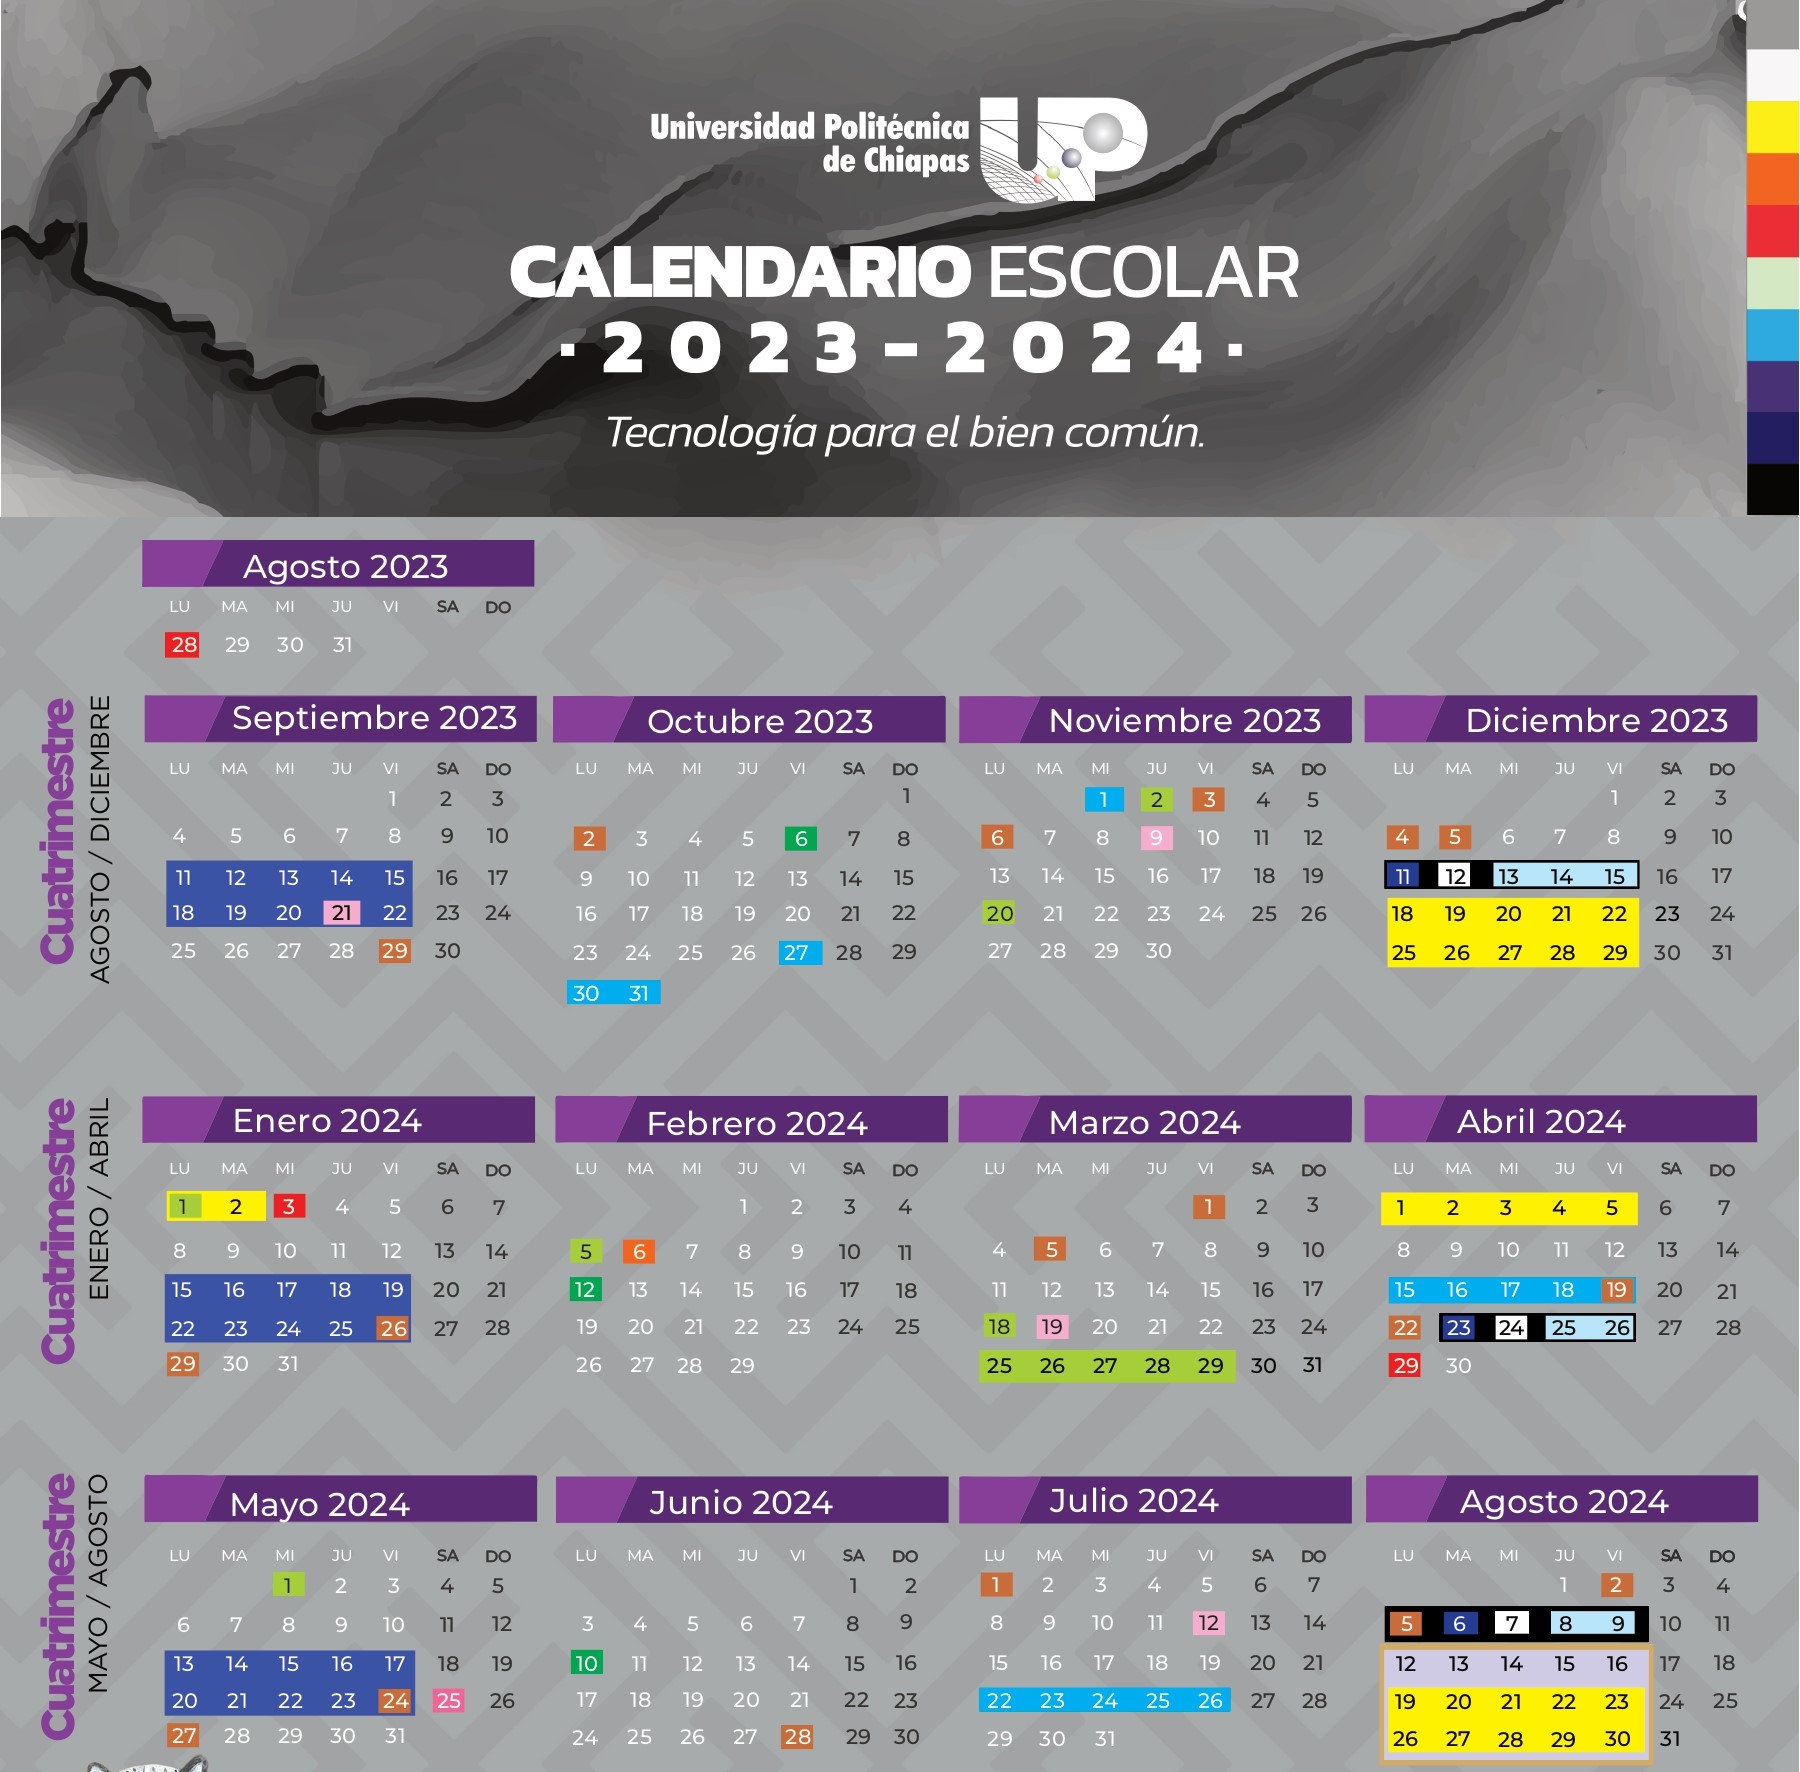 Universidad Politécnica
de Chiapas
UP
CALENDARIO ESCOLAR
·2023-2024·
Tecnología para el bien común.
Agosto 2023
LU MA MI JU VI SA DO
28 29 30 31
Cuatrimestre
AGOSTO / DICIEMBRE
Septiembre 2023
LU MA MI JU VI SA DO
1 2 3
4 5 6 7 8 9 10
11 12 13 14 15 16 17
18 19 20 21 22 23 24
25 26 27 28 29 30
Octubre 2023
LU MA MI JU VI SA DO
1
2 3 4 5 6 7 8
9 10 11 12 13 14 15
16 17 18 19 20 21 22
23 24 25 26 27 28 29
30 31
Noviembre 2023
LU MA MI JU VI SA DO
1 2 3 4 5
6 7 8 9 10 11 12
13 14 15 16 17 18 19
20 21 22 23 24 25 26
27 28 29 30
Diciembre 2023
LU MA MI JU VI SA DO
1 2 3
4 5 6 7 8 9 10
11 12 13 14 15 16 17
18 19 20 21 22 23 24
25 26 27 28 29 30 31
Cuatrimestre
ENERO / ABRIL
Enero 2024
LU MA MI JU VI SA DO
1 2 3 4 5 6 7
8 9 10 11 12 13 14
15 16 17 18 19 20 21
22 23 24 25 26 27 28
29 30 31
Febrero 2024
LU MA MI JU VI SA DO
1 2 3 4
5 6 7 8 9 10 11
12 13 14 15 16 17 18
19 20 21 22 23 24 25
26 27 28 29
Marzo 2024
LU MA MI JU VI SA DO
1 2 3
4 5 6 7 8 9 10
11 12 13 14 15 16 17
18 19 20 21 22 23 24
25 26 27 28 29 30 31
Abril 2024
LU MA MI JU VI SA DO
1 2 3 4 5 6 7
8 9 10 11 12 13 14
15 16 17 18 19 20 21
22 23 24 25 26 27 28
29 30
Cuatrimestre
MAYO / AGOSTO
Mayo 2024
LU MA MI JU VI SA DO
1 2 3 4 5
6 7 8 9 10 11 12
13 14 15 16 17 18 19
20 21 22 23 24 25 26
27 28 29 30 31
Junio 2024
LU MA MI JU VI SA DO
1 2
3 4 5 6 7 8 9
10 11 12 13 14 15 16
17 18 19 20 21 22 23
24 25 26 27 28 29 30
Julio 2024
LU MA MI JU VI SA DO
1 2 3 4 5 6 7
8 9 10 11 12 13 14
15 16 17 18 19 20 21
22 23 24 25 26 27 28
29 30 31
Agosto 2024
LU MA MI JU VI SA DO
1 2 3 4
5 6 7 8 9 10 11
12 13 14 15 16 17 18
19 20 21 22 23 24 25
26 27 28 29 30 31